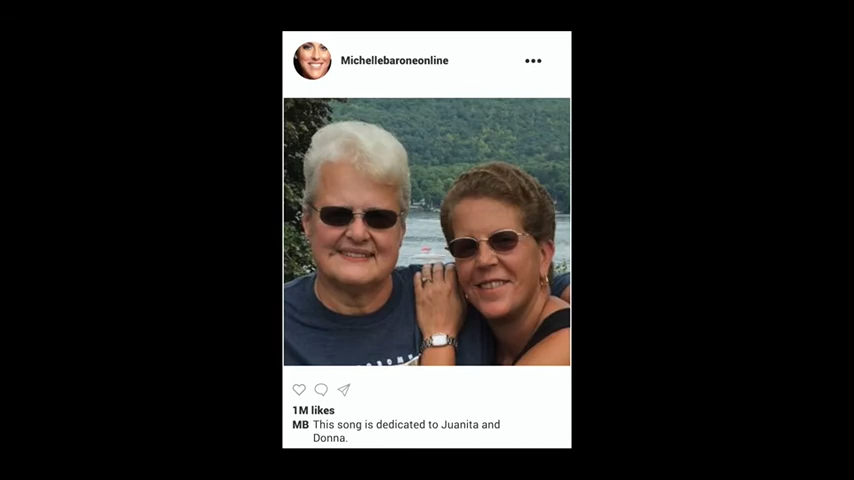 Michellebaroneonline
1M likes
MB This song is dedicated to Juanita and
Donna.